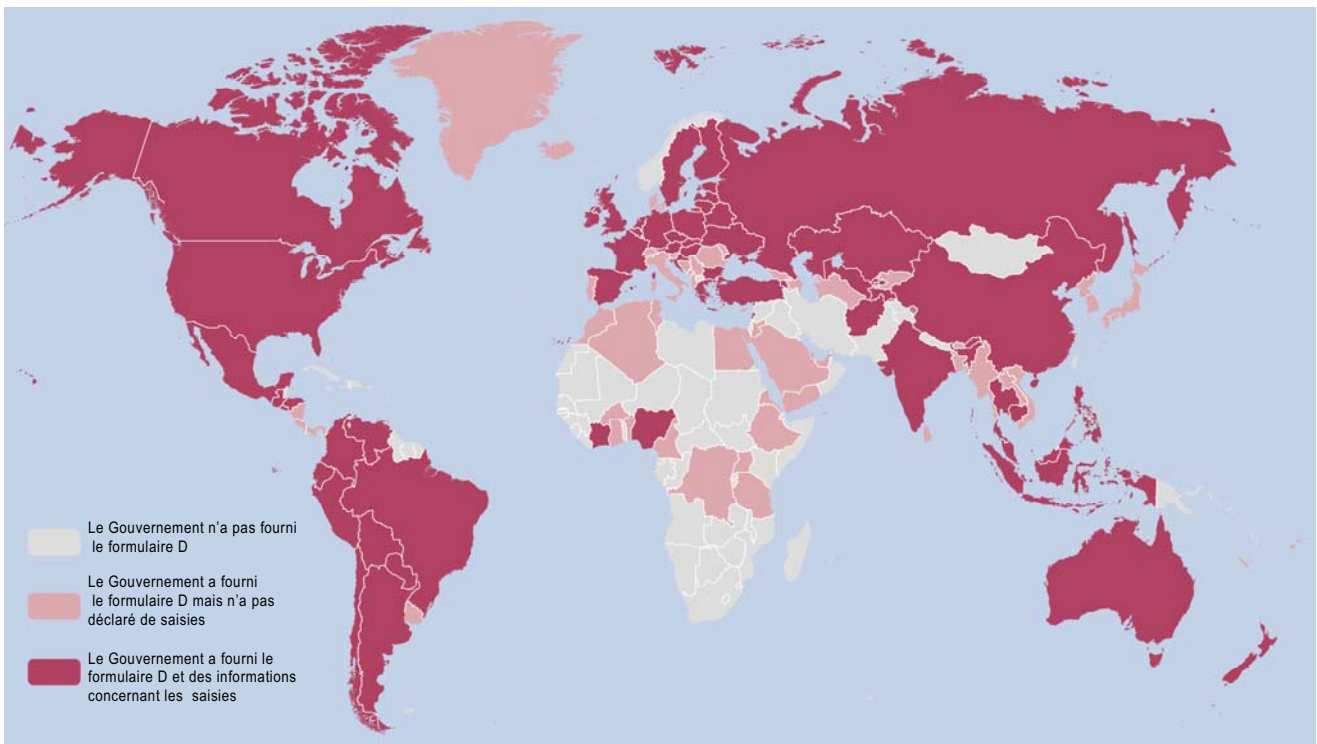 Le Gouvernement n'a pas fourni
le formulaire D
Le Gouvernement a fourni
le formulaire D mais n'a pas
déclaré de saisies
Le Gouvernement a fourni le
formulaire D et des informations
concernant les saisies